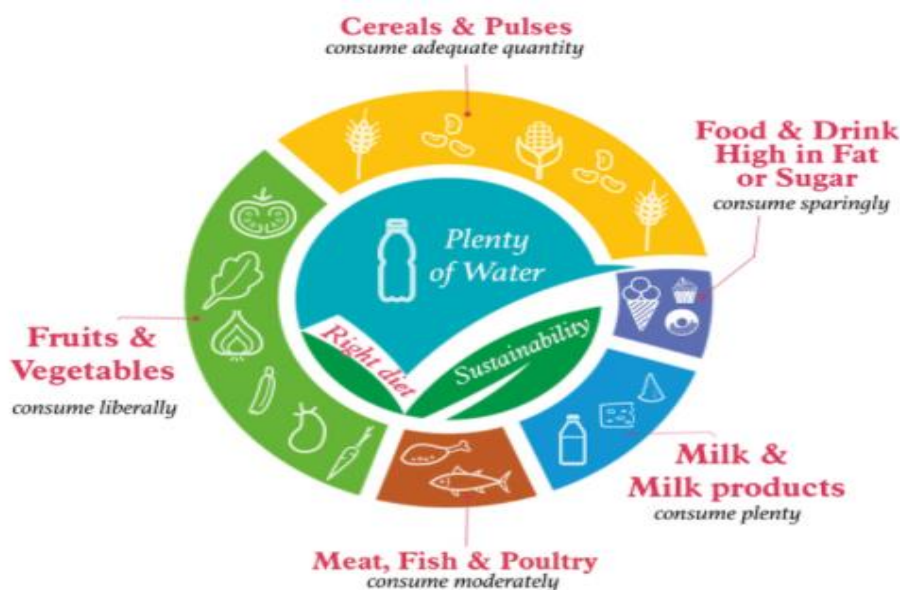 Cereals & Pulses
consume adequate quantity
Food & Drink
High in Fat
or Sugar
consume sparingly
Plenty
of Water
Right diet
Sustainability
Fruits &
Vegetables
consume liberally
Milk &
Milk products
consume plenty
Meat, Fish & Poultry
consume moderately